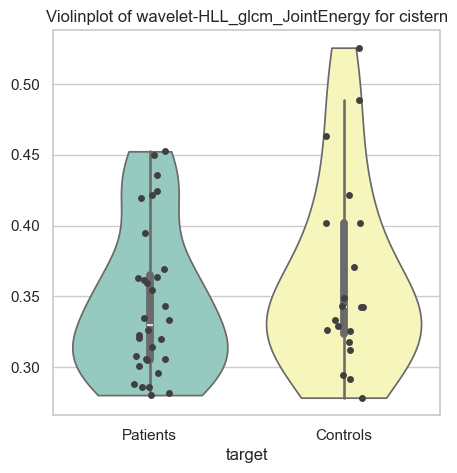 Violinplot of wavelet-HLL_glcm_JointEnergy for cistern
0.50
0.45
0.40
0.35
0.30
Patients Controls
target